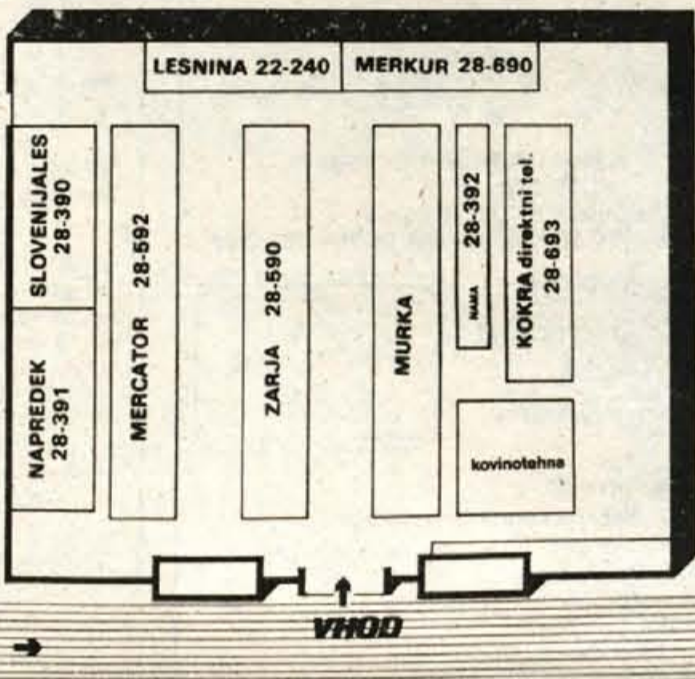 LESNINA 22-240
MERKUR 28-690
SLOVENIJALES
28-390
NAPREDEK
28-391
MERCATOR 28-592
ZARJA 28-590
MURKA
NAMA 28-392
KOKRA direktni tel.
28-693
kovinotehna
VHOD